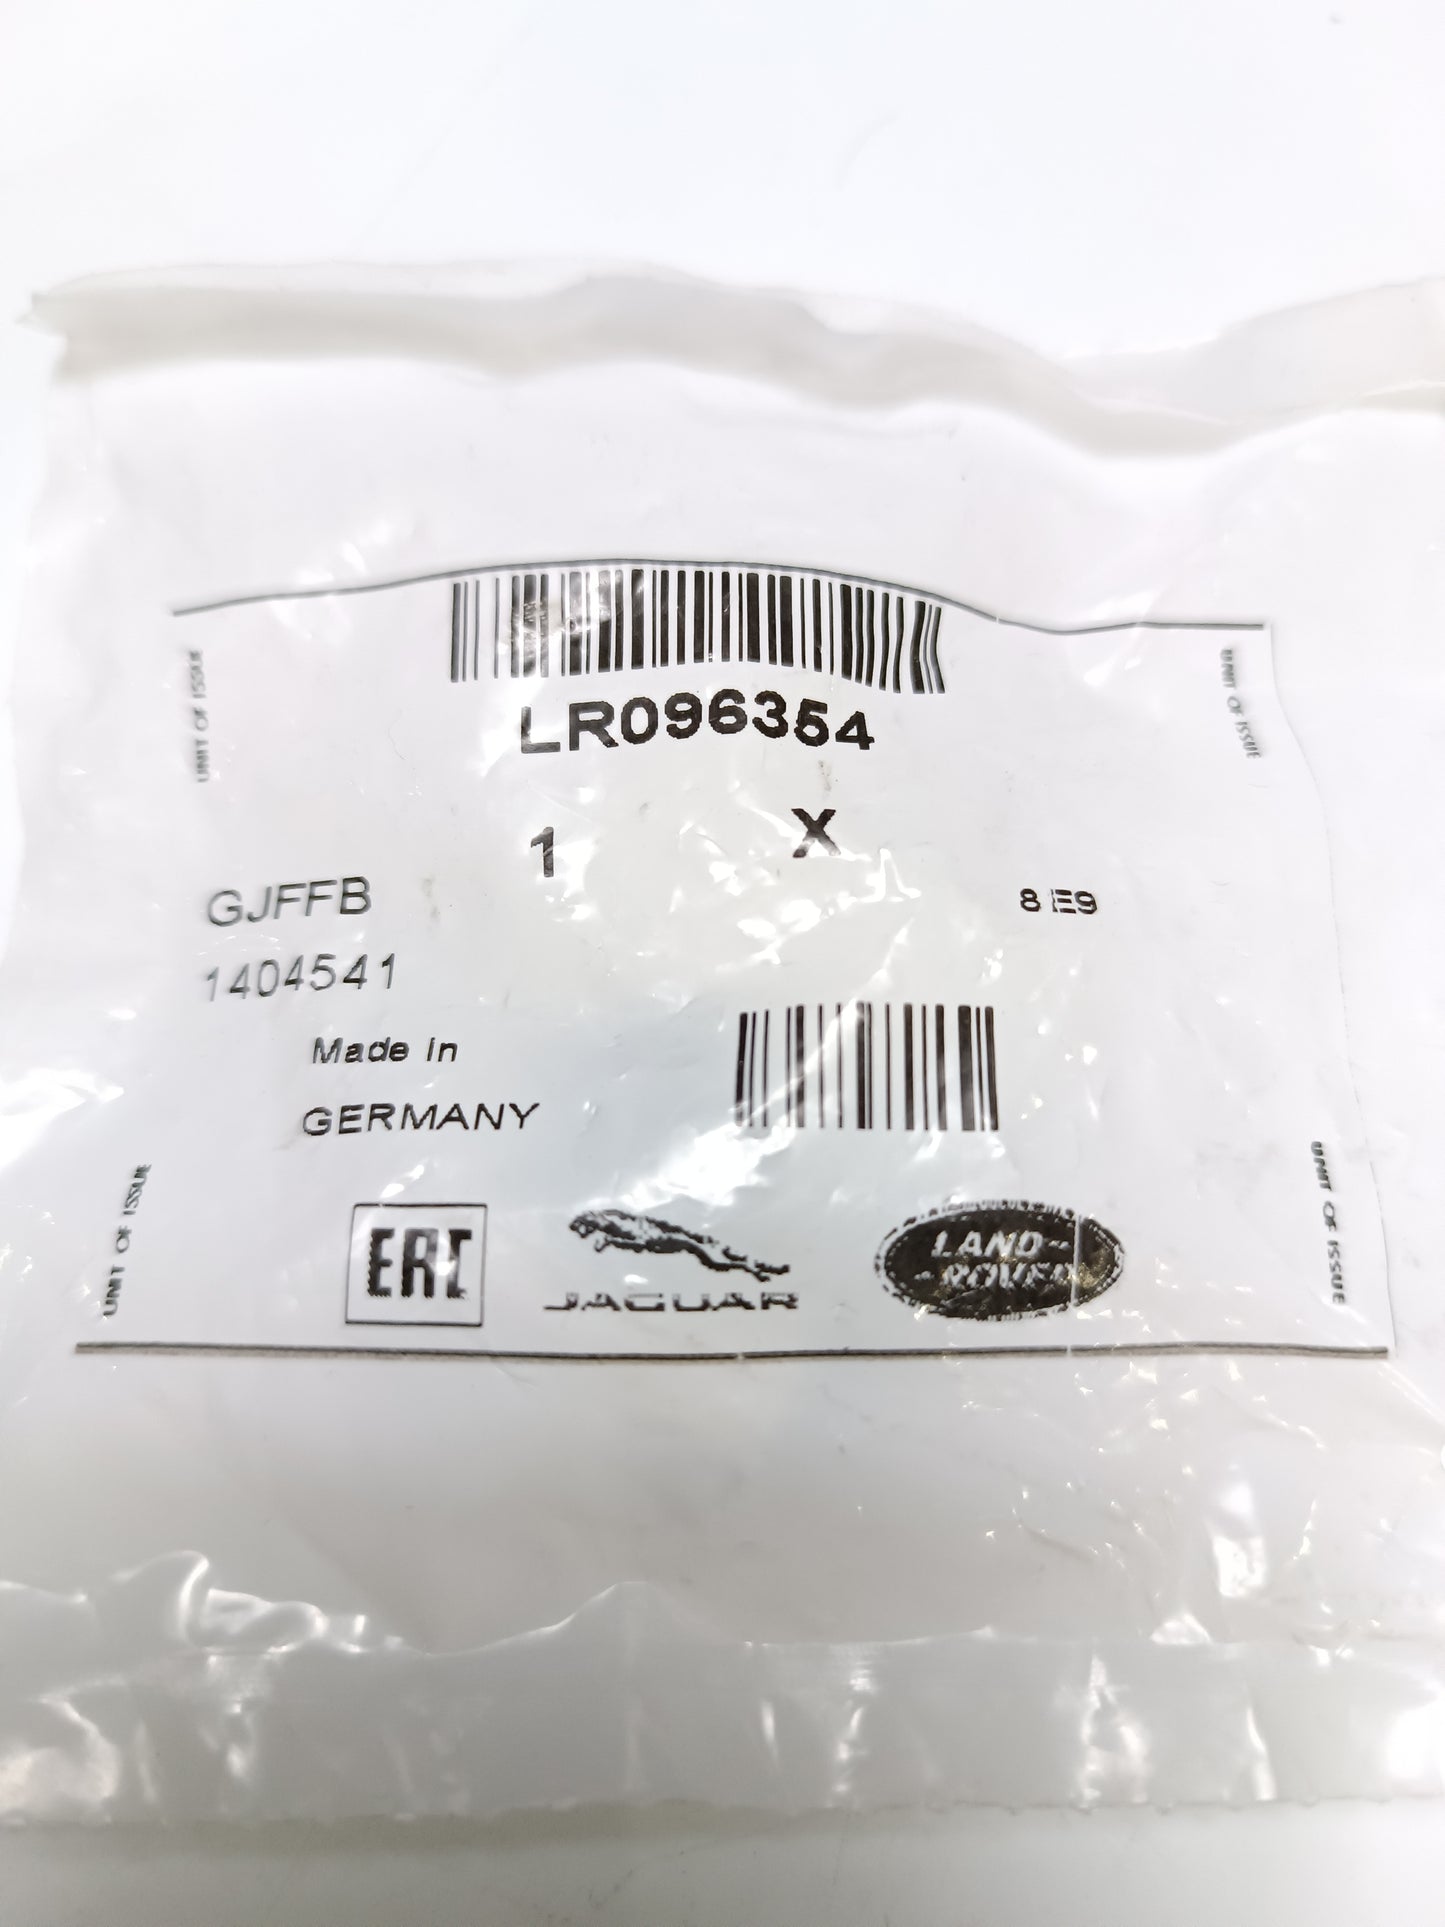 UNIT OF ISSUE
UNIT OF ISSUE
LR096354
1 X
GJFFB
8 E9
1404541
Made in
GERMANY
UNIT OF ISSUE
UNIT OF ISSUE
EAC
JAGUAR
LAND-
-ROVER